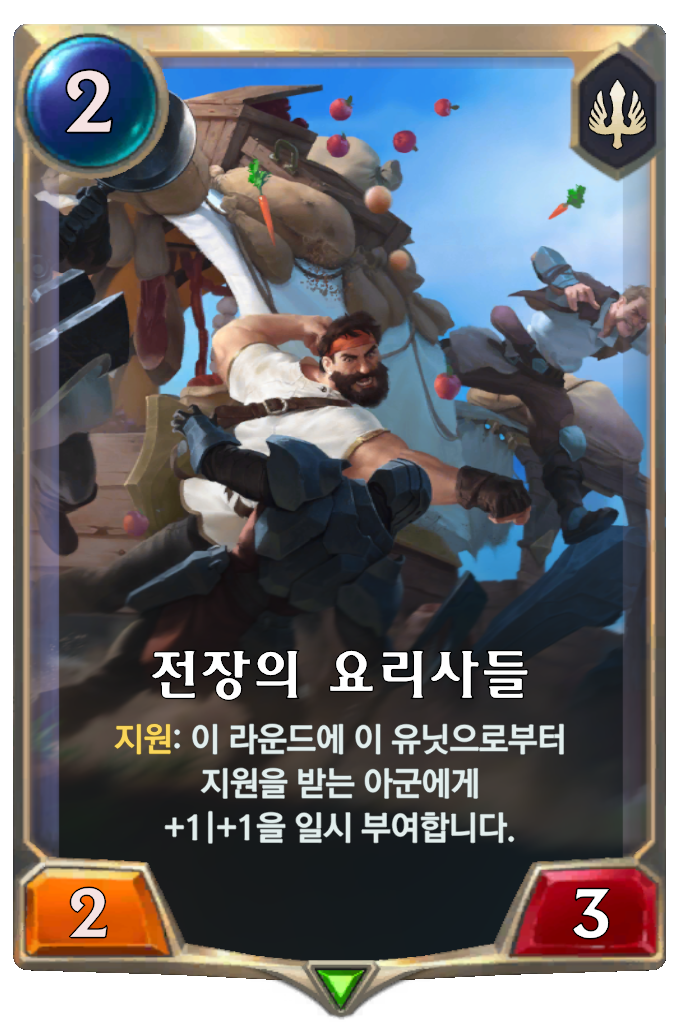 2
전장의 요리사들
지원: 이 라운드에 이 유닛으로부터
지원을 받는 아군에게
+1|+1을 일시 부여합니다.
2
3